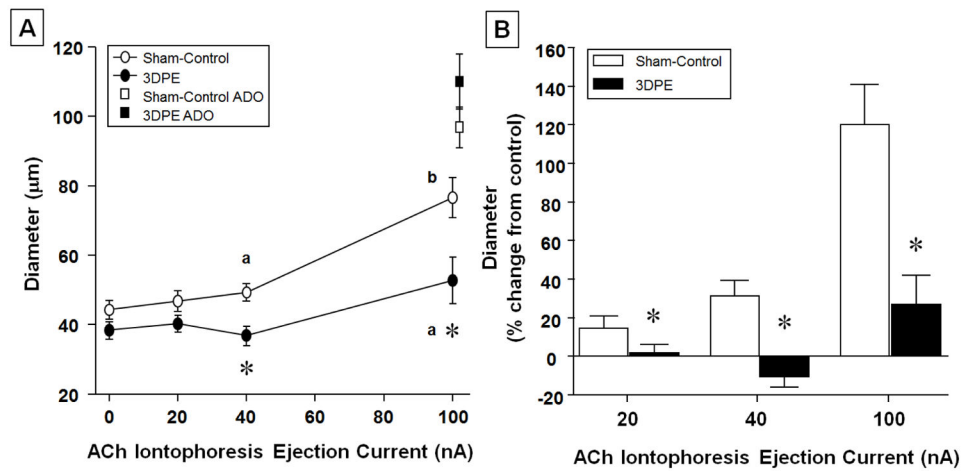 A
Sham-Control
3DPE
Sham-Control ADO
3DPE ADO
Diameter (μm)
120
100
80
60
40
20
b
a
a *
*
0 20 40 60 80 100
ACh Iontophoresis Ejection Current (nA)
B
Sham-Control
3DPE
Diameter
(% change from control)
160
140
120
100
80
60
40
20
0
-20
*
*
*
20 40 100
ACh Iontophoresis Ejection Current (nA)